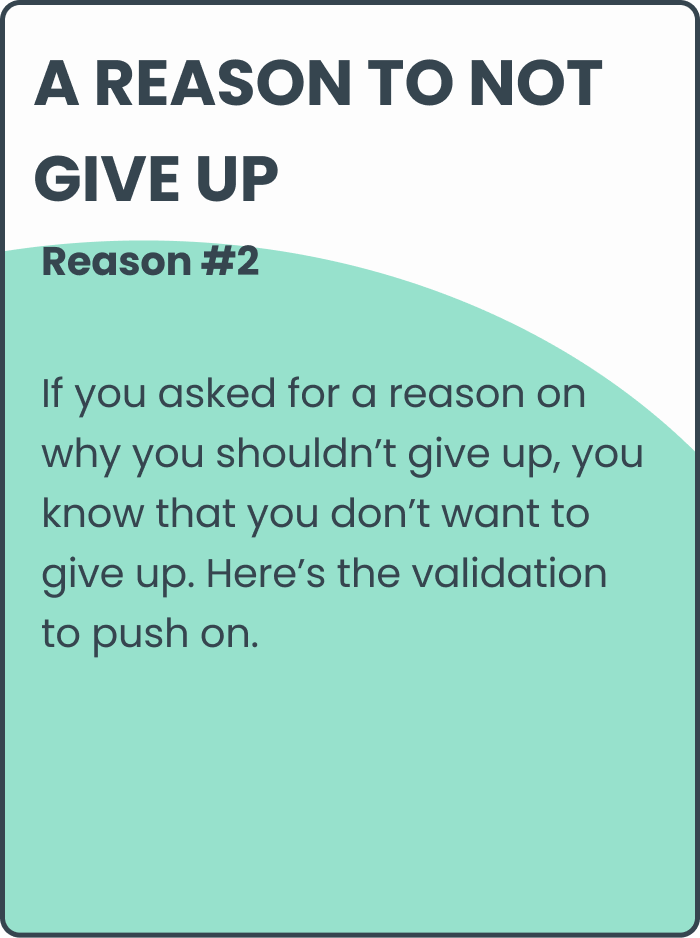 A REASON TO NOT
GIVE UP
Reason #2
If you asked for a reason on
why you shouldn’t give up, you
know that you don’t want to
give up. Here’s the validation
to push on.